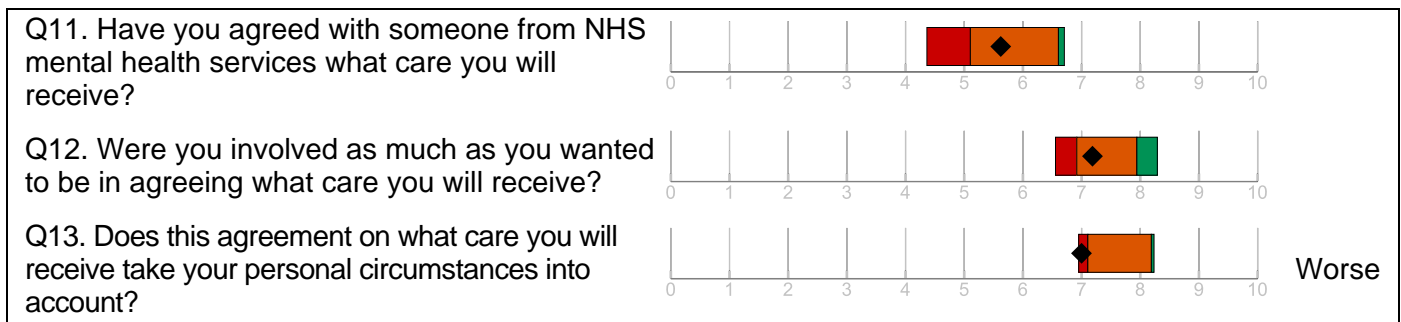 Q11. Have you agreed with someone from NHS
mental health services what care you will
receive?
0 1 2 3 4 5 6 7 8 9 10
Q12. Were you involved as much as you wanted
to be in agreeing what care you will receive?
0 1 2 3 4 5 6 7 8 9 10
Q13. Does this agreement on what care you will
receive take your personal circumstances into
account?
0 1 2 3 4 5 6 7 8 9 10
Worse